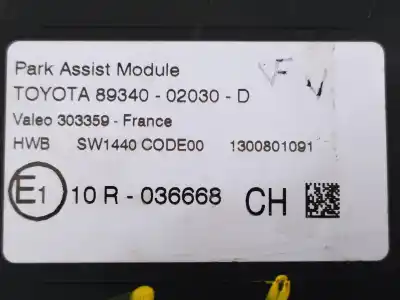 Park Assist Module
TOYOTA 89340 - 02030 - D
Valeo 303359 - France
HWB SW1440 CODE00 1300801091
E1 10 R - 036668 CH